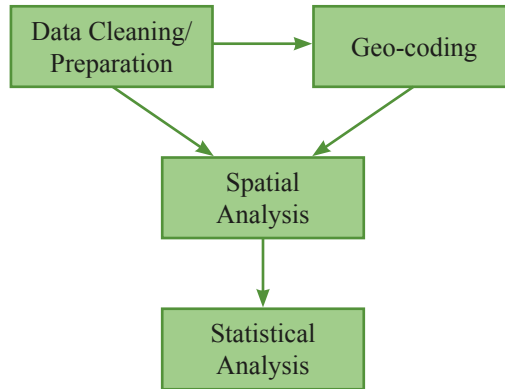 Data Cleaning/
Preparation
Geo-coding
Spatial
Analysis
Statistical
Analysis